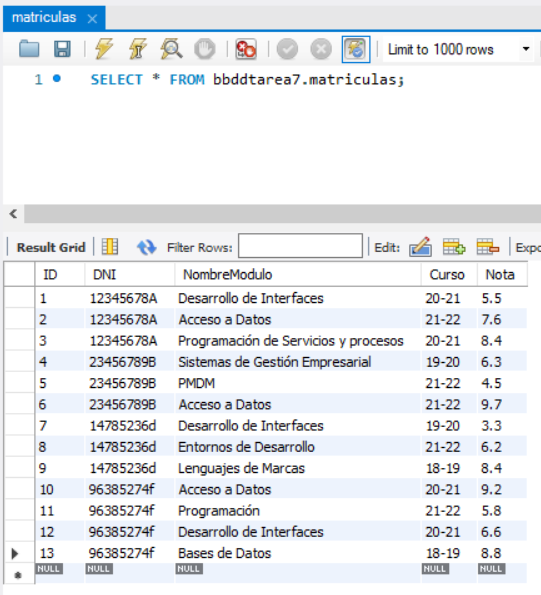 matriculas ×
Limit to 1000 rows
1 SELECT * FROM bbddtarea7.matriculas;
Result Grid Filter Rows: Edit: Expo
ID DNI NombreModulo Curso Nota
1 12345678A Desarrollo de Interfaces 20-21 5.5
2 12345678A Acceso a Datos 21-22 7.6
3 12345678A Programación de Servicios y procesos 20-21 8.4
4 23456789B Sistemas de Gestión Empresarial 19-20 6.3
5 23456789B PMDM 21-22 4.5
6 23456789B Acceso a Datos 21-22 9.7
7 14785236d Desarrollo de Interfaces 19-20 3.3
8 14785236d Entornos de Desarrollo 21-22 6.2
9 14785236d Lenguajes de Marcas 18-19 8.4
10 96385274f Acceso a Datos 20-21 9.2
11 96385274f Programación 21-22 5.8
12 96385274f Desarrollo de Interfaces 20-21 6.6
13 96385274f Bases de Datos 18-19 8.8
NULL NULL NULL NULL NULL